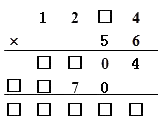 1 2 □ 4
× 5 6
□ □ 0 4
□ □ 7 0
□ □ □ □ □